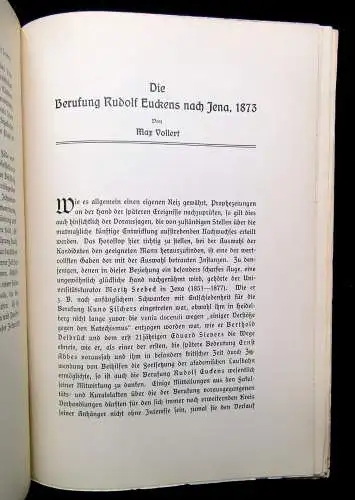 Die
Berufung Rudolf Euckens nach Jena, 1873
Von
Max Vollert
Wie es allgemein einen eignen Reiz gewährt, Prophezeiungen
an der Hand der späteren Ereignisse nachzuprüfen, so gilt dies
auch hinsichtlich der Voraussagen, die von zuständigen Stellen über die
mutmaßliche künftige Entwicklung aufstrebenden Nachwuchses erfolgen.
Das Horoskop hier richtig zu stellen, bei der Auswahl der
Kandidaten den geeigneten Mann herauszufinden, ist eine der wert-
vollsten Gaben der mit der Auswahl betrauten Instanzen. Zu den-
jenigen, denen in dieser Beziehung ein besonders scharfes Auge, eine
ungewöhnlich glückliche Hand nachgerühmt wird, gehörte der Uni-
versitätskurator Moritz Seebeck in Jena (1851—1877). Wie er
z. B. nach anfänglichem Schwanken mit Entschiedenheit für die Be-
rufung Kuno Fischers eingetreten war, obwohl ihm in Heidel-
berg nicht lange zuvor die venia docendi wegen „einiger Verstöße
gegen den Katechismus“ entzogen worden war, wie er Berthold
Delbrück und dem erst 21jährigen Eduard Sievers die Wege
ebnete, wie er als einer der ersten die spätere Bedeutung Ernst
Abbes voraussah und ihm in besonders kritischer Zeit durch Zu-
wendung von Beihilfen die Fortsetzung der akademischen Laufbahn
ermöglichte, so ist auch die Berufung Rudolf Euckens wesentlich
seiner Mitwirkung zu danken. Einige Mitteilungen aus den Fakul-
täts- und Kuratelakten über die der Berufung vorausgegangenen
Verhandlungen dürften für den sich immer noch erweiternden Kreis
seiner Anhänger nicht ohne Interesse sein, zumal sie den Verlauf